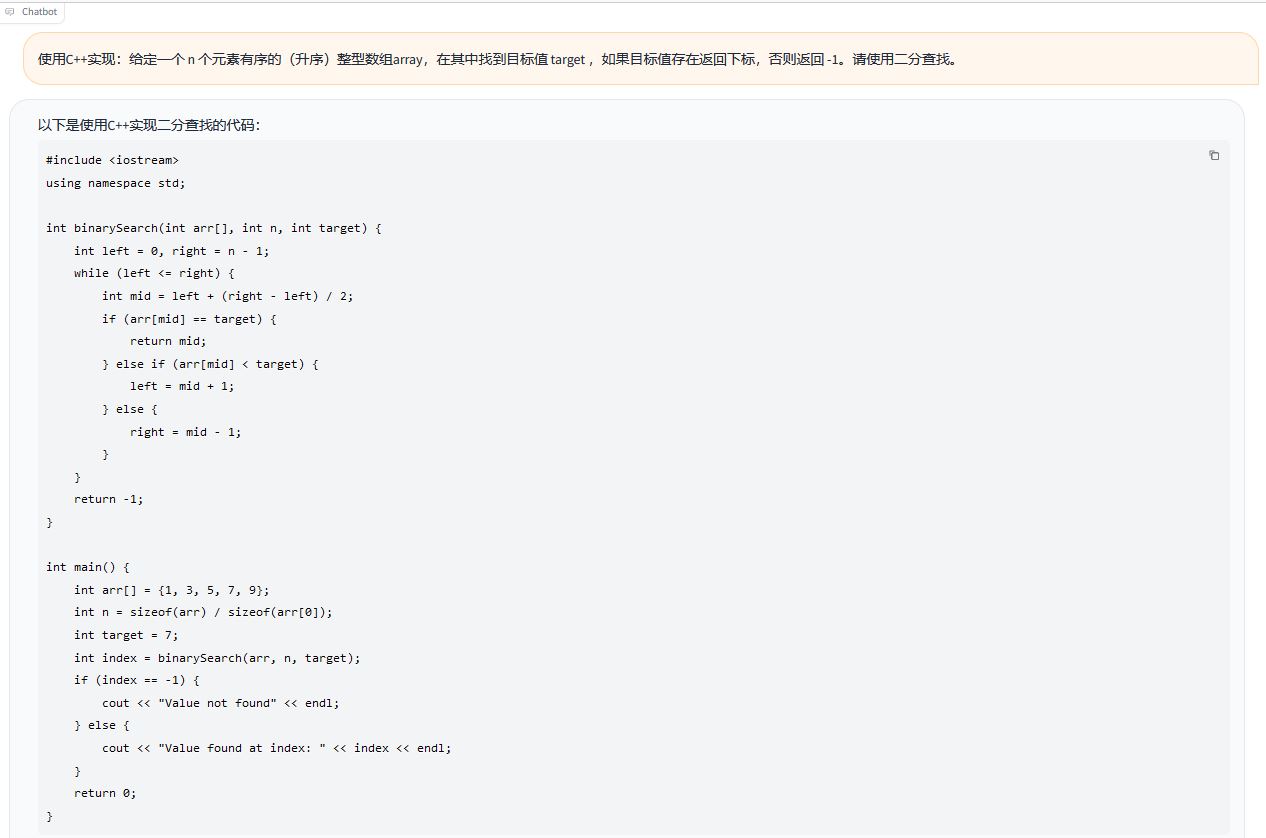 Chatbot
使用C++实现：给定一个 n 个元素有序的（升序）整型数组array，在其中找到目标值 target ，如果目标值存在返回下标，否则返回 -1。请使用二分查找。
以下是使用C++实现二分查找的代码：
#include <iostream>
using namespace std;
int binarySearch(int arr[], int n, int target) {
    int left = 0, right = n - 1;
    while (left <= right) {
        int mid = left + (right - left) / 2;
        if (arr[mid] == target) {
            return mid;
        } else if (arr[mid] < target) {
            left = mid + 1;
        } else {
            right = mid - 1;
        }
    }
    return -1;
}
int main() {
    int arr[] = {1, 3, 5, 7, 9};
    int n = sizeof(arr) / sizeof(arr[0]);
    int target = 7;
    int index = binarySearch(arr, n, target);
    if (index == -1) {
        cout << "Value not found" << endl;
    } else {
        cout << "Value found at index: " << index << endl;
    }
    return 0;
}